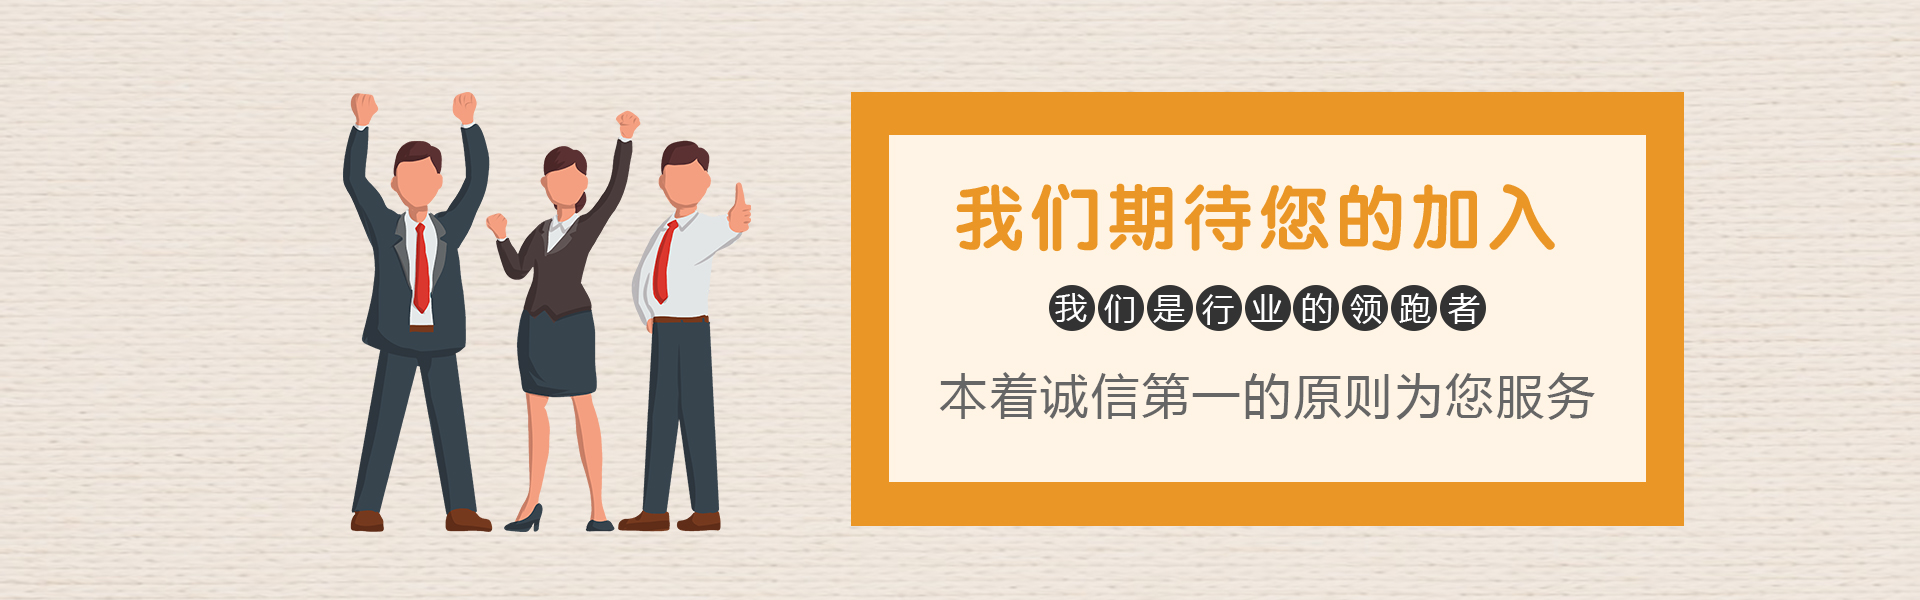 我们期待您的加入
我们是行业的领跑者
本着诚信第一的原则为您服务